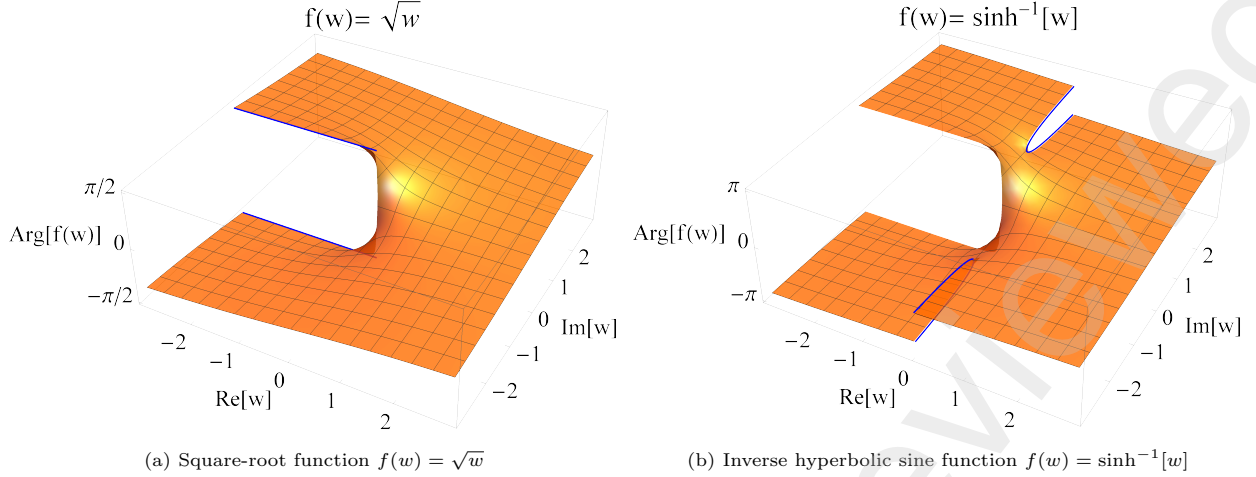 f(w)= √w
π/2
Arg[f(w)] 0
−π/2
−2
−1
0
1
2
Re[w]
2
1
0
−1
−2
Im[w]
(a) Square-root function f(w) = √w
f(w)= sinh⁻¹[w]
π
Arg[f(w)] 0
−π
−2
−1
0
1
2
Re[w]
2
1
0
−1
−2
Im[w]
(b) Inverse hyperbolic sine function f(w) = sinh⁻¹[w]